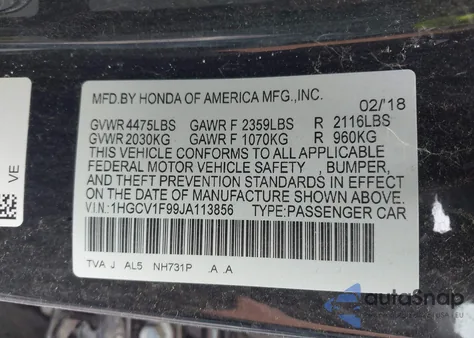 MFD.BY HONDA OF AMERICA MFG.,INC. 02/'18
GVWR 4475LBS GAWR F 2359LBS R 2116LBS
GVWR 2030KG GAWR F 1070KG R 960KG
THIS VEHICLE CONFORMS TO ALL APPLICABLE
FEDERAL MOTOR VEHICLE SAFETY , BUMPER,
AND THEFT PREVENTION STANDARDS IN EFFECT
ON THE DATE OF MANUFACTURE SHOWN ABOVE.
V.I.N.:1HGCV1F99JA113856 TYPE:PASSENGER CAR
TVA J AL5 NH731P .A .A
VE
autoSnap